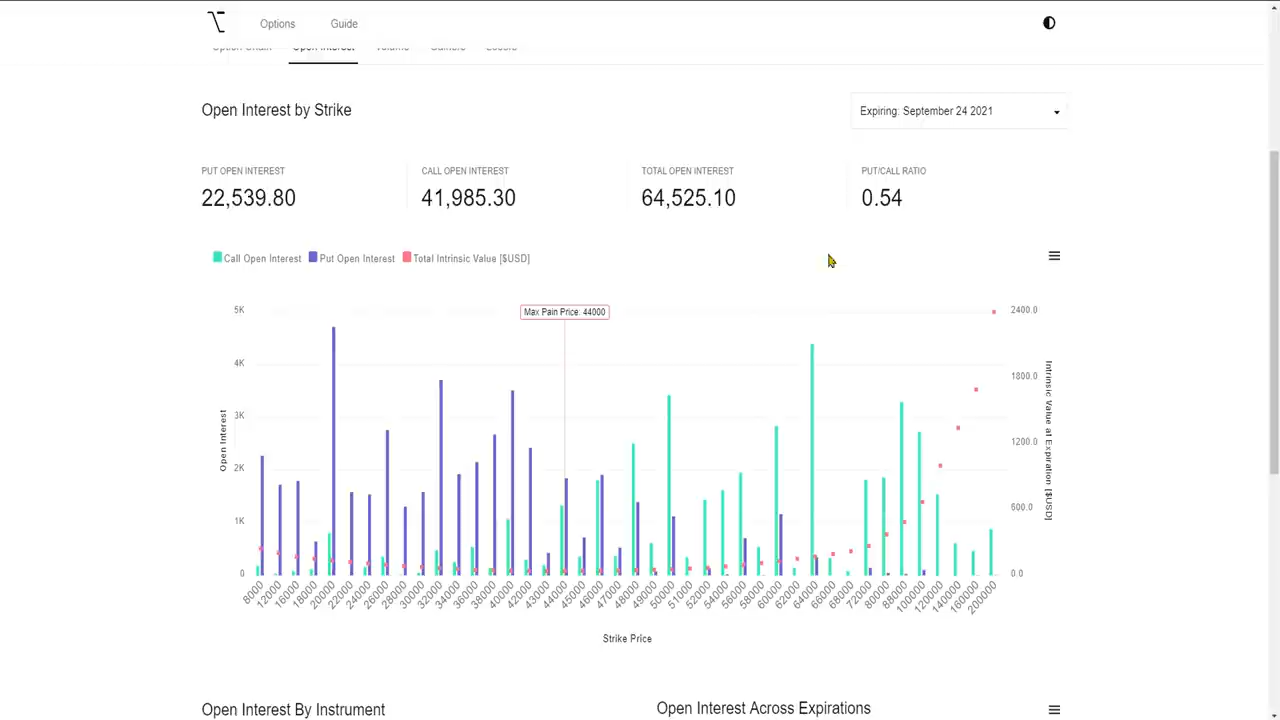 Options Guide
Option Chain Open Interest Volume Gainers Losers
Open Interest by Strike
Expiring: September 24 2021
PUT OPEN INTEREST CALL OPEN INTEREST TOTAL OPEN INTEREST PUT/CALL RATIO
22,539.80 41,985.30 64,525.10 0.54
Call Open Interest Put Open Interest Total Intrinsic Value [$USD]
Max Pain Price: 44000
5K
4K
3K
2K
1K
0
Open Interest
2400.0
1800.0
1200.0
600.0
0.0
Intrinsic Value at Expiration [$USD]
8000 12000 16000 18000 20000 22000 24000 26000 28000 30000 32000 34000 36000 38000 40000 42000 43000 44000 45000 46000 47000 48000 49000 50000 51000 52000 54000 56000 58000 60000 62000 64000 66000 68000 72000 80000 88000 100000 120000 140000 160000 200000
Strike Price
Open Interest By Instrument Open Interest Across Expirations